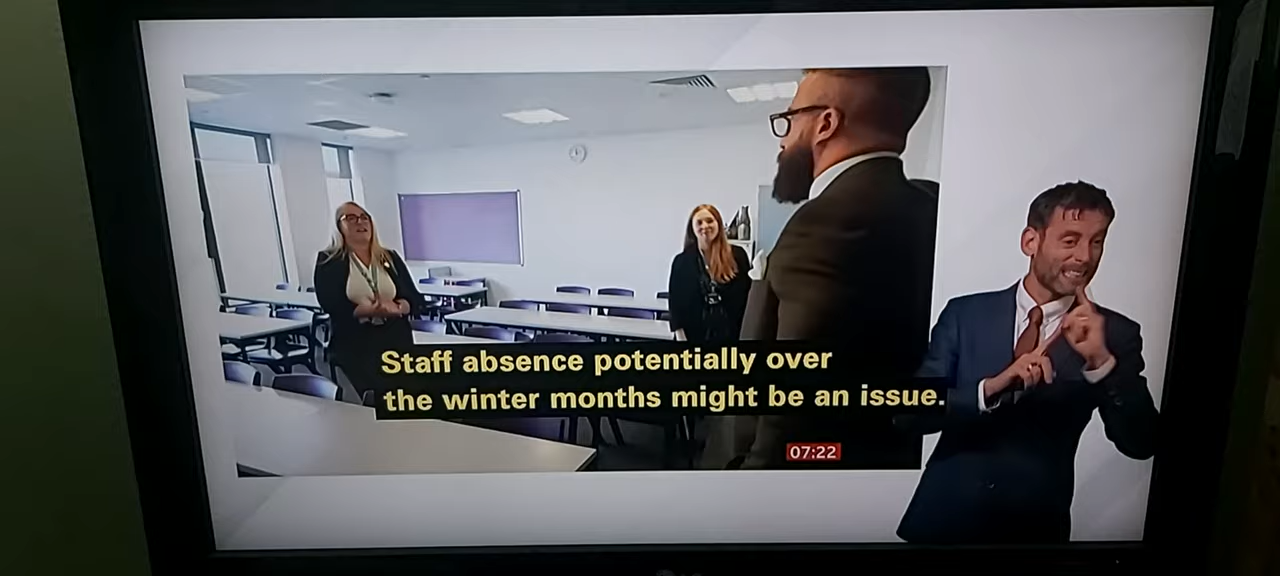 Staff absence potentially over
the winter months might be an issue.
07:22